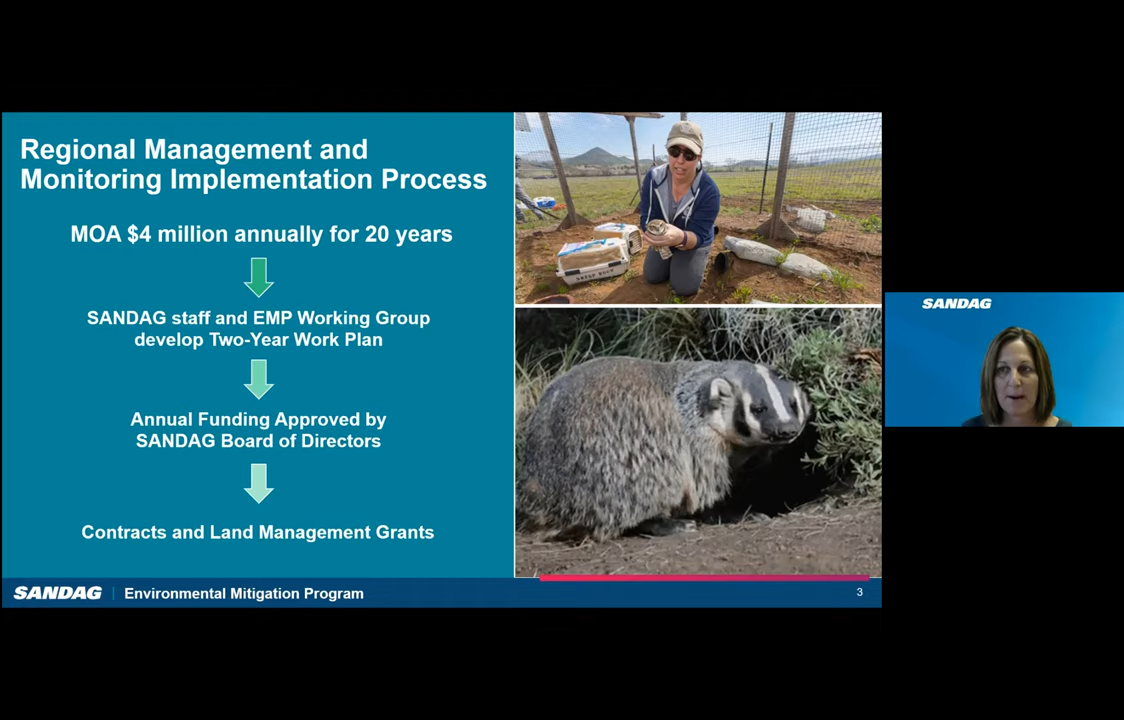 Regional Management and
Monitoring Implementation Process
MOA $4 million annually for 20 years
SANDAG staff and EMP Working Group
develop Two-Year Work Plan
Annual Funding Approved by
SANDAG Board of Directors
Contracts and Land Management Grants
SANDAG | Environmental Mitigation Program
3
SANDAG